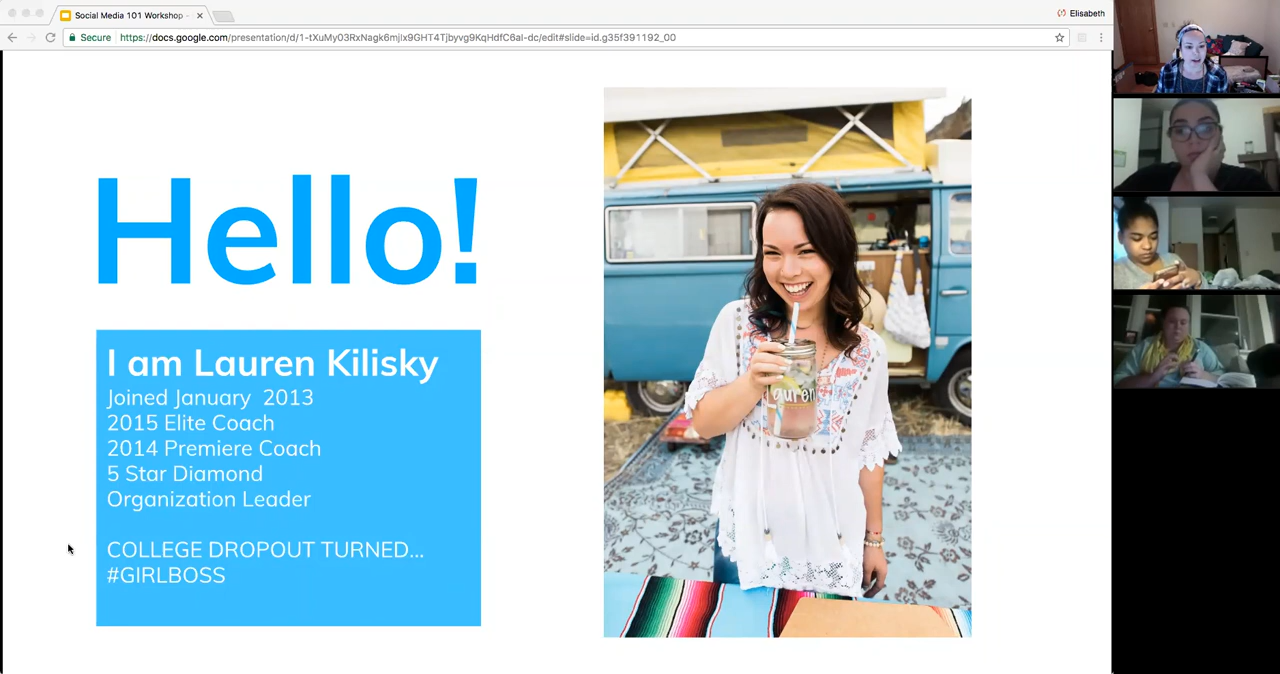 Social Media 101 Workshop -
Elisabeth
Secure
https://docs.google.com/presentation/d/1-tXuMy03RxNagk6mjlx9GHT4Tjbyvg9KqHdfC6al-dc/edit#slide=id.g35f391192_00
Hello!
I am Lauren Kilisky
Joined January 2013
2015 Elite Coach
2014 Premiere Coach
5 Star Diamond
Organization Leader
COLLEGE DROPOUT TURNED...
#GIRLBOSS
lauren